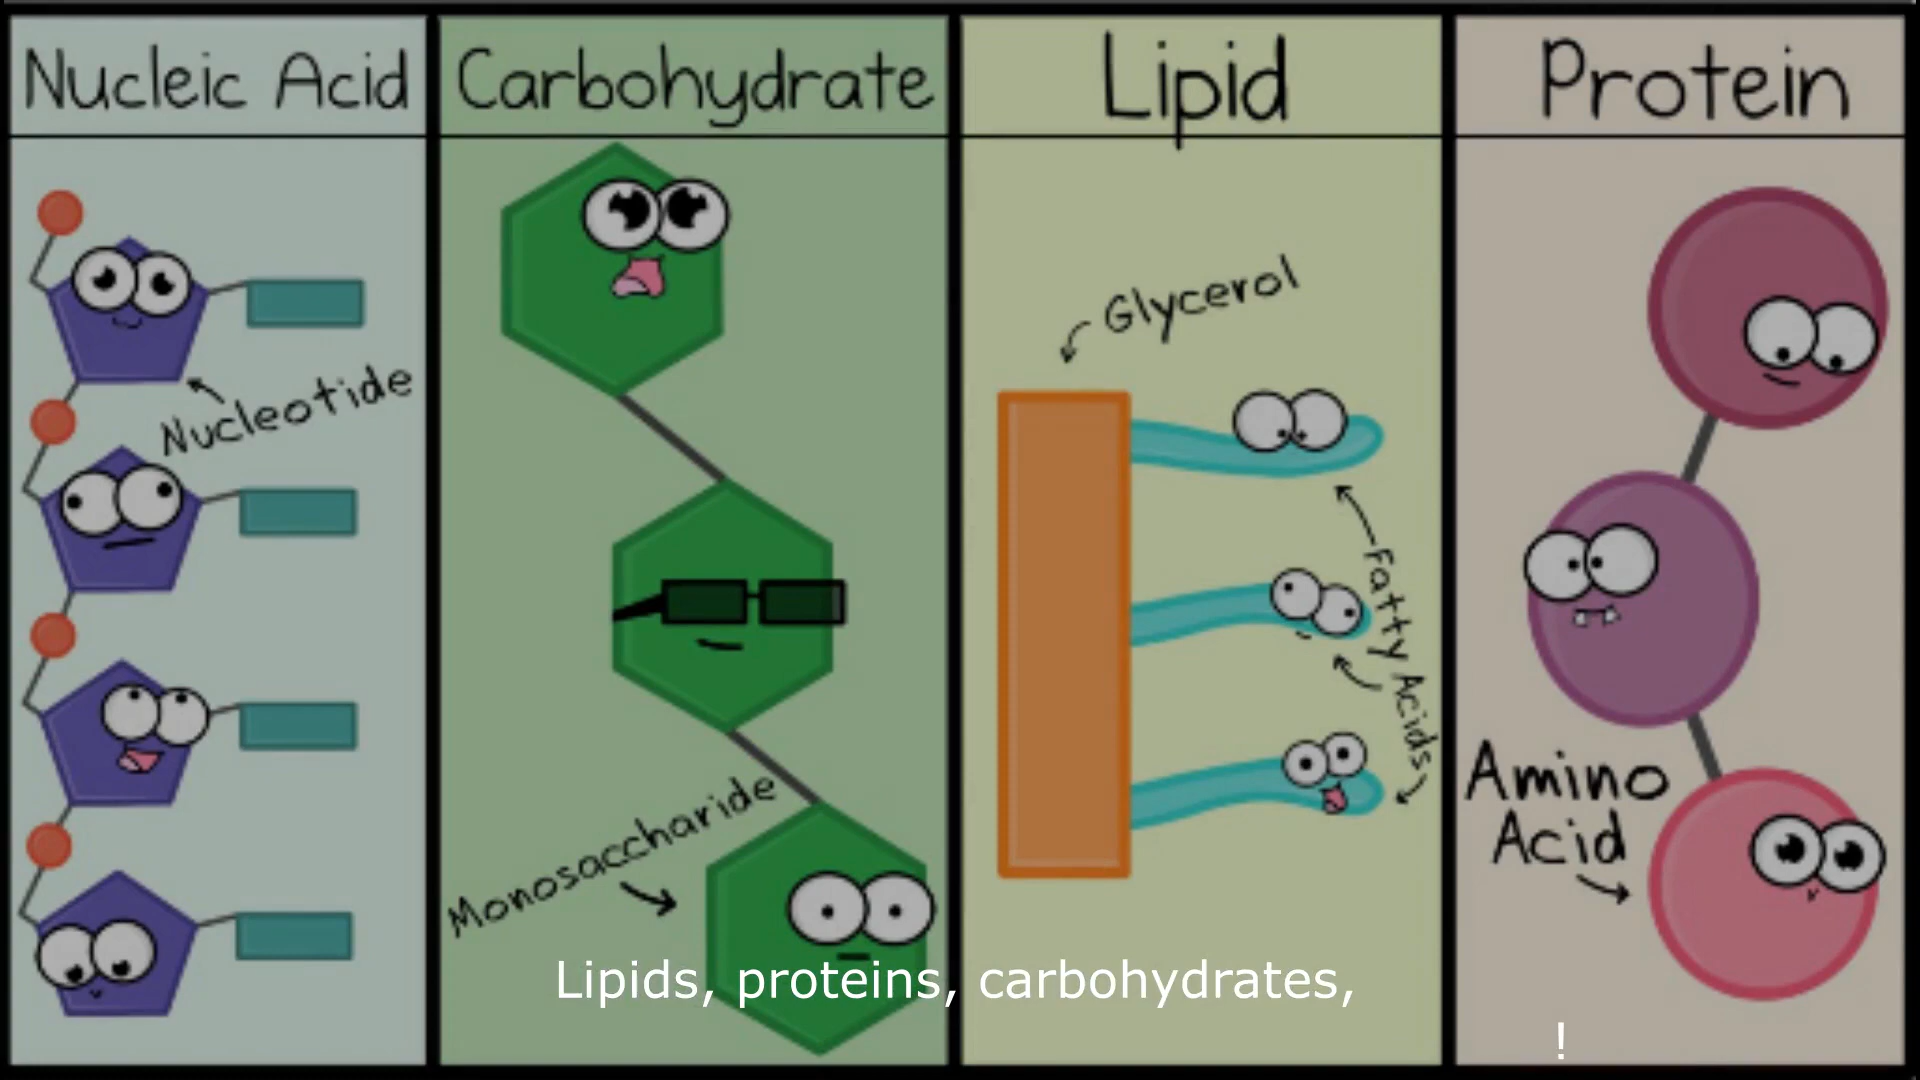 Nucleic Acid
Carbohydrate
Lipid
Protein
Nucleotide
Monosaccharide
Glycerol
Fatty Acids
Amino
Acid
Lipids, proteins, carbohydrates,
!